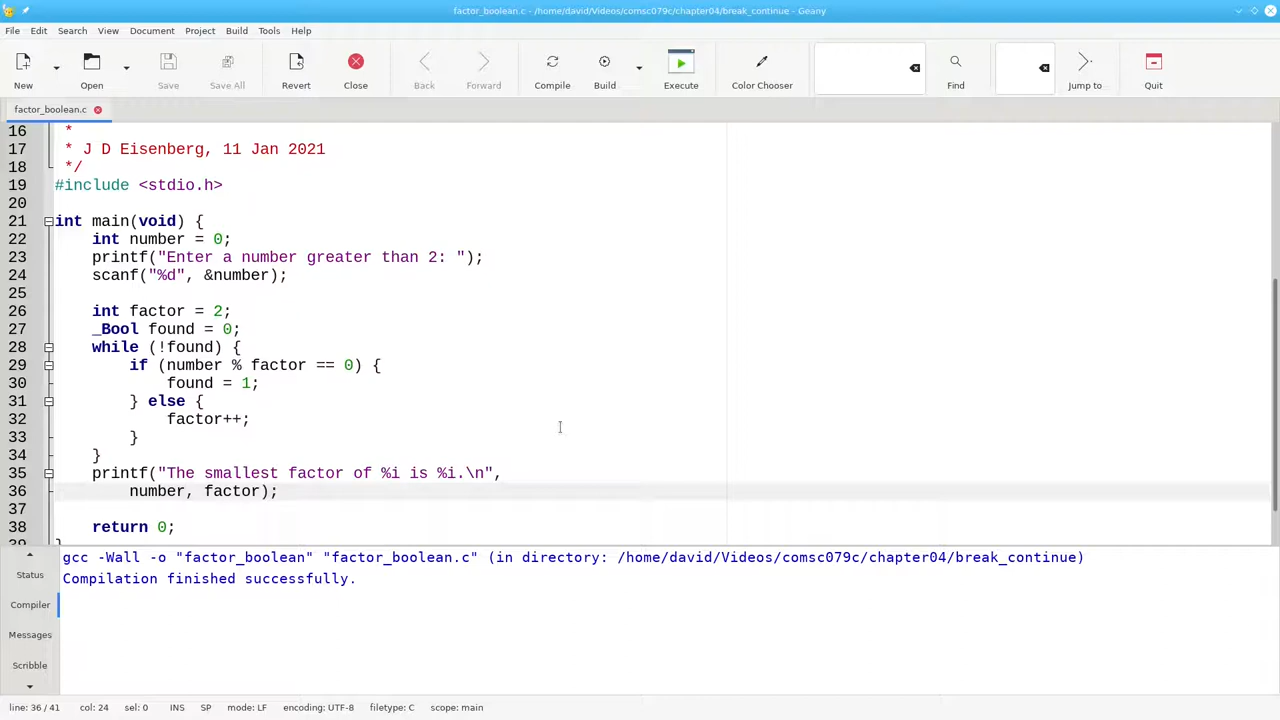 factor_boolean.c - /home/david/Videos/comsc079c/chapter04/break_continue - Geany
File Edit Search View Document Project Build Tools Help
New Open Save Save All Revert Close Back Forward Compile Build Execute Color Chooser Find Jump to Quit
factor_boolean.c
16 *
17 * J D Eisenberg, 11 Jan 2021
18 */
19 #include <stdio.h>
20
21 int main(void) {
22 int number = 0;
23 printf("Enter a number greater than 2: ");
24 scanf("%d", &number);
25
26 int factor = 2;
27 _Bool found = 0;
28 while (!found) {
29 if (number % factor == 0) {
30 found = 1;
31 } else {
32 factor++;
33 }
34 }
35 printf("The smallest factor of %i is %i.\n",
36 number, factor);
37
38 return 0;
39 }
gcc -Wall -o "factor_boolean" "factor_boolean.c" (in directory: /home/david/Videos/comsc079c/chapter04/break_continue)
Compilation finished successfully.
Status
Compiler
Messages
Scribble
line: 36 / 41 col: 24 sel: 0 INS SP mode: LF encoding: UTF-8 filetype: C scope: main